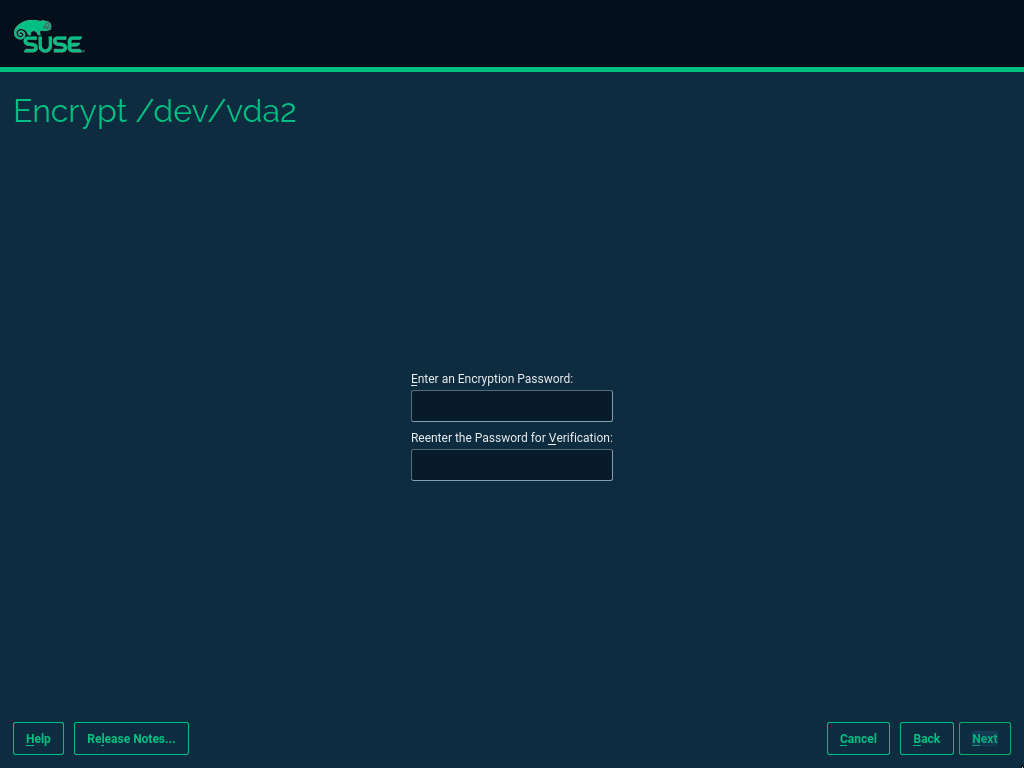 SUSE
Encrypt /dev/vda2
Enter an Encryption Password:
Reenter the Password for Verification:
Help
Release Notes...
Cancel
Back
Next